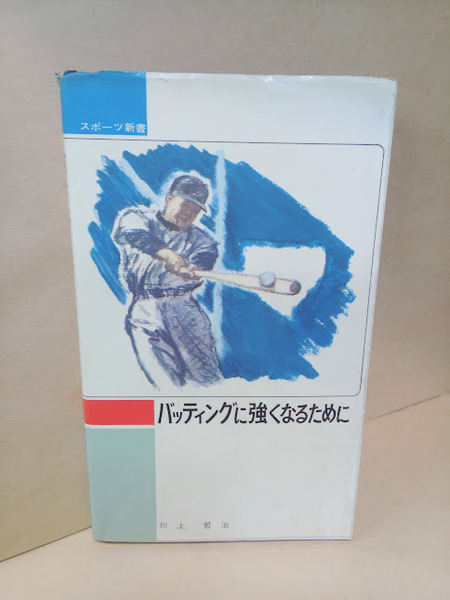 スポーツ新書
バッティングに強くなるために
川上 哲治